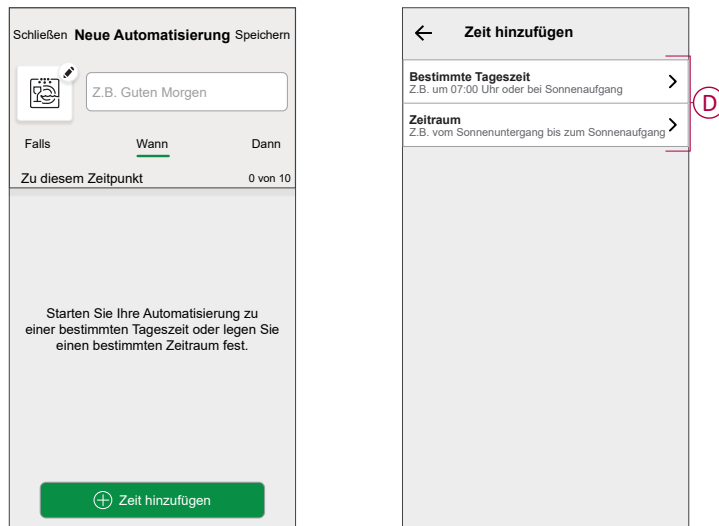 Schließen Neue Automatisierung Speichern
Z.B. Guten Morgen
Falls Wann Dann
Zu diesem Zeitpunkt 0 von 10
Starten Sie Ihre Automatisierung zu
einer bestimmten Tageszeit oder legen Sie
einen bestimmten Zeitraum fest.
Zeit hinzufügen
Zeit hinzufügen
Bestimmte Tageszeit
Z.B. um 07:00 Uhr oder bei Sonnenaufgang
Zeitraum
Z.B. vom Sonnenuntergang bis zum Sonnenaufgang
D